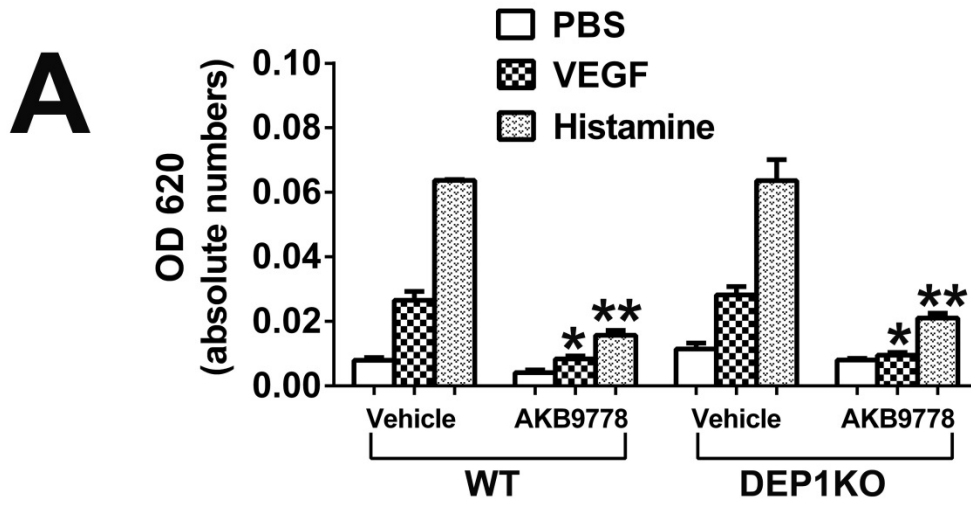 A
PBS
VEGF
Histamine
OD 620
(absolute numbers)
0.10
0.08
0.06
0.04
0.02
0.00
* ** * **
Vehicle AKB9778 Vehicle AKB9778
WT DEP1KO